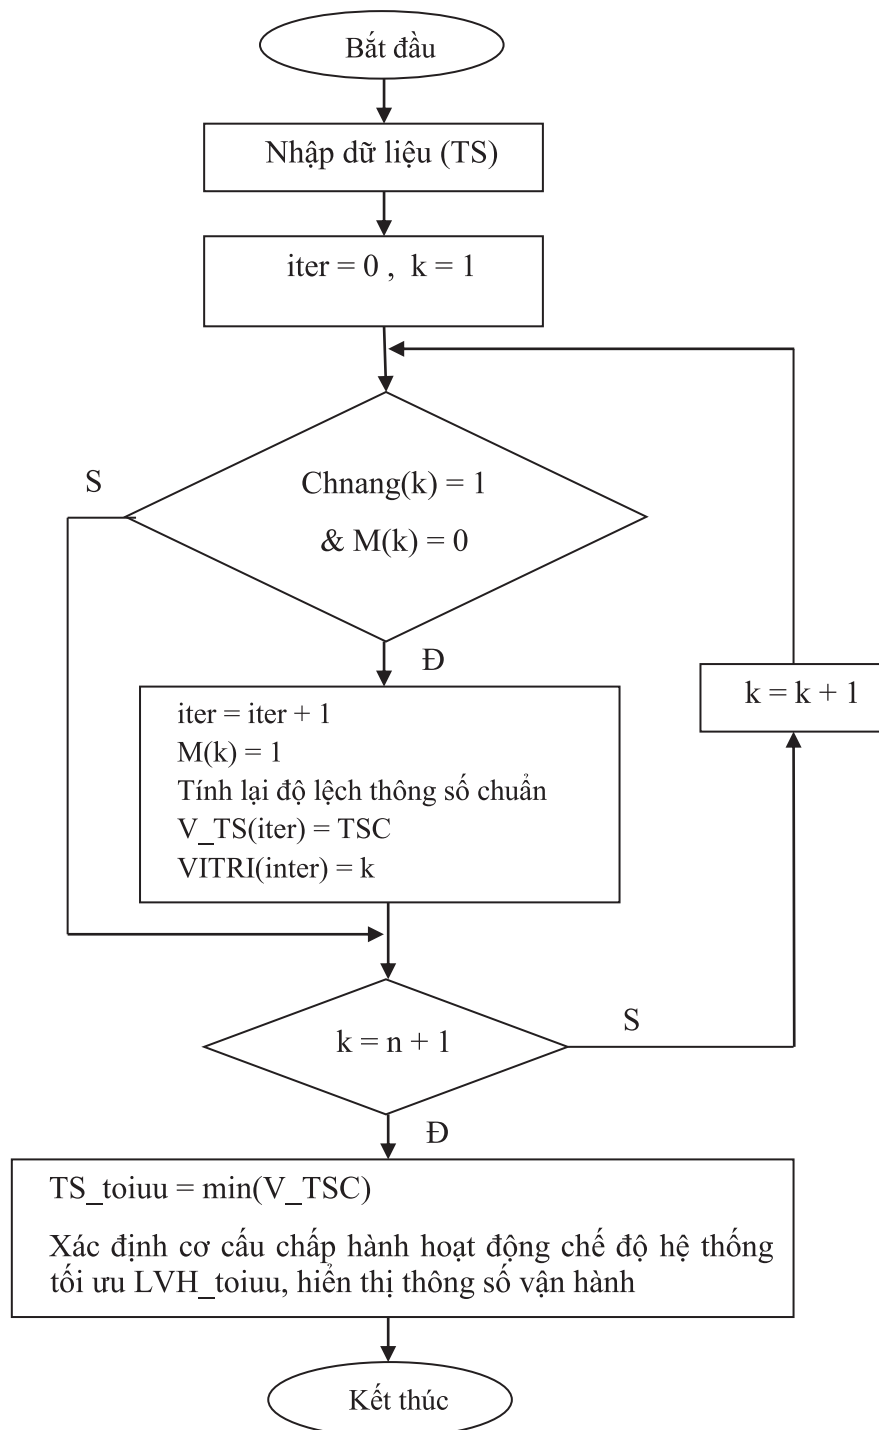 Bắt đầu
Nhập dữ liệu (TS)
iter = 0 , k = 1
S
Chnang(k) = 1
& M(k) = 0
Đ
iter = iter + 1
M(k) = 1
Tính lại độ lệch thông số chuẩn
V_TS(iter) = TSC
VITRI(inter) = k
k = k + 1
k = n + 1
S
Đ
TS_toiuu = min(V_TSC)
Xác định cơ cấu chấp hành hoạt động chế độ hệ thống
tối ưu LVH_toiuu, hiển thị thông số vận hành
Kết thúc